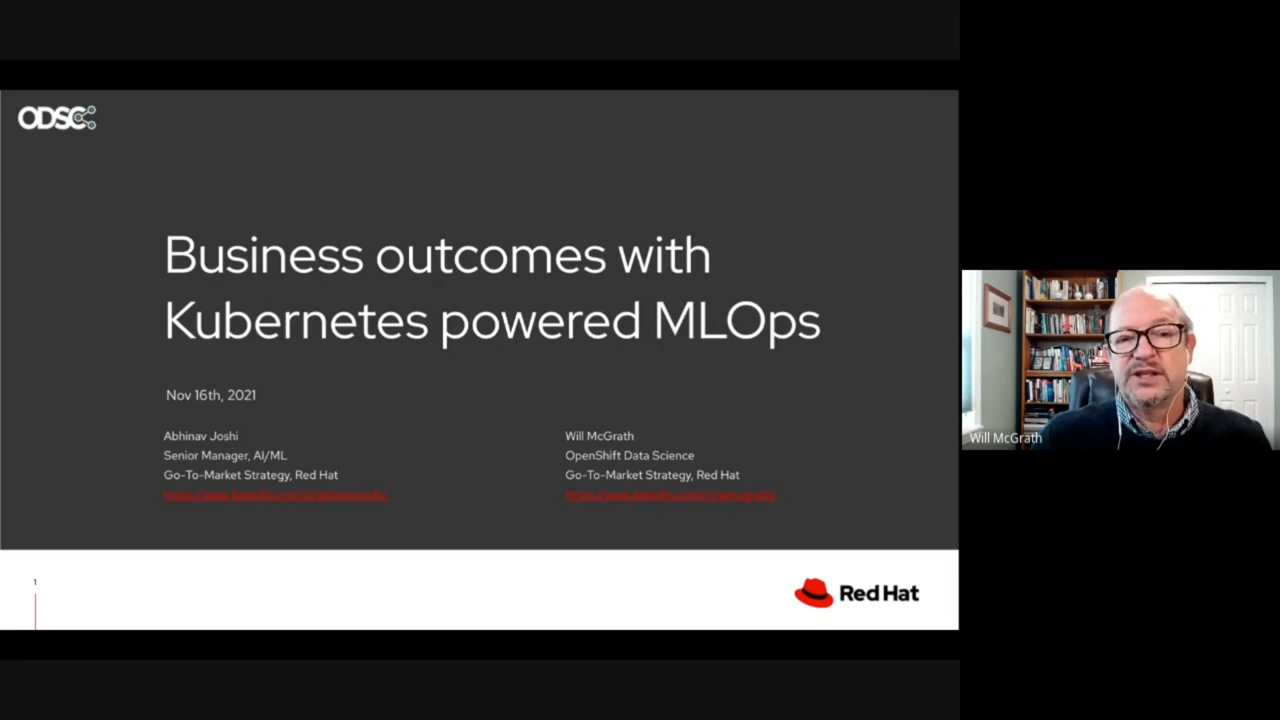 ODSC
Business outcomes with
Kubernetes powered MLOps
Nov 16th, 2021
Abhinav Joshi
Senior Manager, AI/ML
Go-To-Market Strategy, Red Hat
Will McGrath
OpenShift Data Science
Go-To-Market Strategy, Red Hat
1
Red Hat
Will McGrath